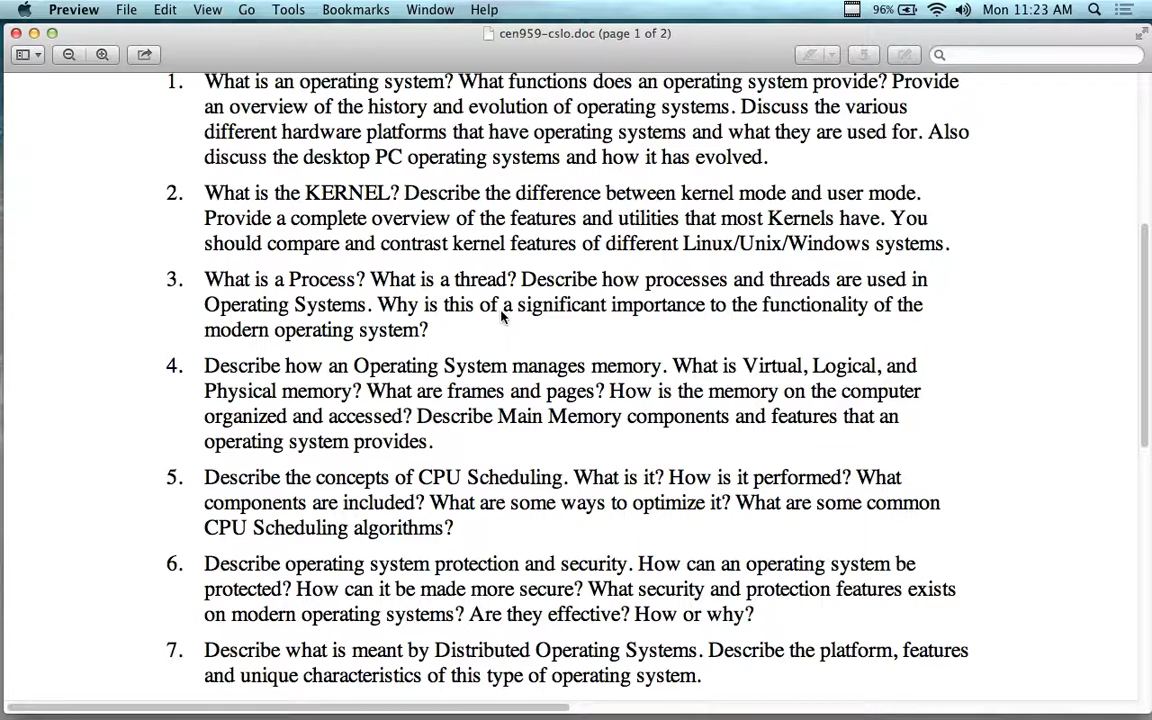 Preview File Edit View Go Tools Bookmarks Window Help 96% Mon 11:23 AM
cen959-cslo.doc (page 1 of 2)
1. What is an operating system? What functions does an operating system provide? Provide
an overview of the history and evolution of operating systems. Discuss the various
different hardware platforms that have operating systems and what they are used for. Also
discuss the desktop PC operating systems and how it has evolved.
2. What is the KERNEL? Describe the difference between kernel mode and user mode.
Provide a complete overview of the features and utilities that most Kernels have. You
should compare and contrast kernel features of different Linux/Unix/Windows systems.
3. What is a Process? What is a thread? Describe how processes and threads are used in
Operating Systems. Why is this of a significant importance to the functionality of the
modern operating system?
4. Describe how an Operating System manages memory. What is Virtual, Logical, and
Physical memory? What are frames and pages? How is the memory on the computer
organized and accessed? Describe Main Memory components and features that an
operating system provides.
5. Describe the concepts of CPU Scheduling. What is it? How is it performed? What
components are included? What are some ways to optimize it? What are some common
CPU Scheduling algorithms?
6. Describe operating system protection and security. How can an operating system be
protected? How can it be made more secure? What security and protection features exists
on modern operating systems? Are they effective? How or why?
7. Describe what is meant by Distributed Operating Systems. Describe the platform, features
and unique characteristics of this type of operating system.